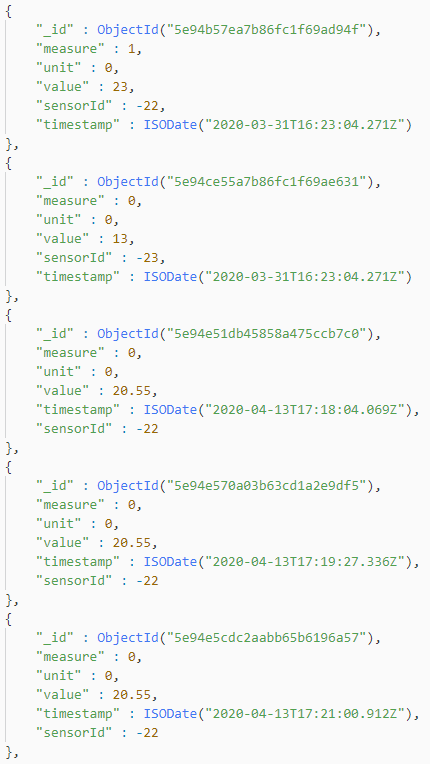 {
"_id" : ObjectId("5e94b57ea7b86fc1f69ad94f"),
"measure" : 1,
"unit" : 0,
"value" : 23,
"sensorId" : -22,
"timestamp" : ISODate("2020-03-31T16:23:04.271Z")
},
{
"_id" : ObjectId("5e94ce55a7b86fc1f69ae631"),
"measure" : 0,
"unit" : 0,
"value" : 13,
"sensorId" : -23,
"timestamp" : ISODate("2020-03-31T16:23:04.271Z")
},
{
"_id" : ObjectId("5e94e51db45858a475ccb7c0"),
"measure" : 0,
"unit" : 0,
"value" : 20.55,
"timestamp" : ISODate("2020-04-13T17:18:04.069Z"),
"sensorId" : -22
},
{
"_id" : ObjectId("5e94e570a03b63cd1a2e9df5"),
"measure" : 0,
"unit" : 0,
"value" : 20.55,
"timestamp" : ISODate("2020-04-13T17:19:27.336Z"),
"sensorId" : -22
},
{
"_id" : ObjectId("5e94e5cdc2aabb65b6196a57"),
"measure" : 0,
"unit" : 0,
"value" : 20.55,
"timestamp" : ISODate("2020-04-13T17:21:00.912Z"),
"sensorId" : -22
},